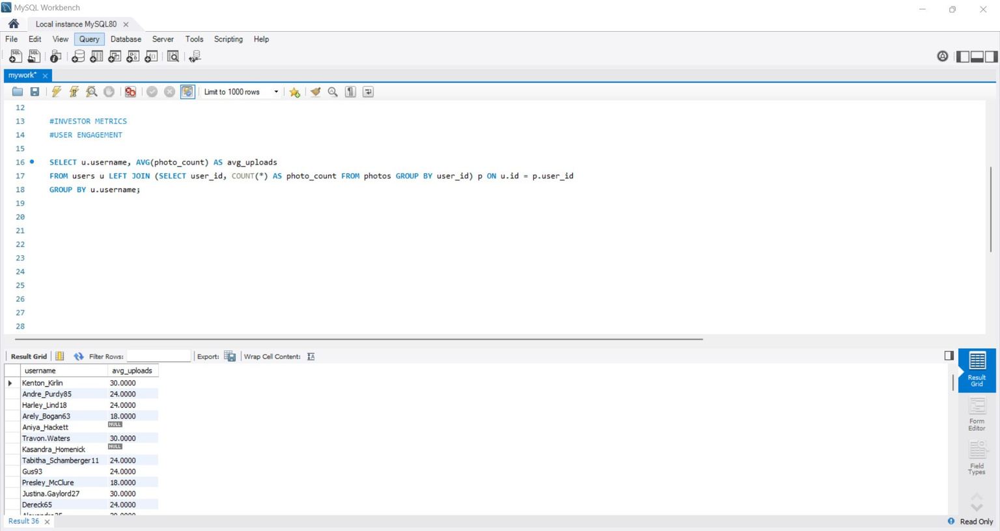 MySQL Workbench
Local instance MySQL80
File Edit View Query Database Server Tools Scripting Help
mywork*
Limit to 1000 rows
12
13 #INVESTOR METRICS
14 #USER ENGAGEMENT
15
16 SELECT u.username, AVG(photo_count) AS avg_uploads
17 FROM users u LEFT JOIN (SELECT user_id, COUNT(*) AS photo_count FROM photos GROUP BY user_id) p ON u.id = p.user_id
18 GROUP BY u.username;
19
20
21
22
23
24
25
26
27
28
Result Grid Filter Rows: Export: Wrap Cell Content:
username avg_uploads
Kenton_Kirlin 30.0000
Andre_Purdy85 24.0000
Harley_Lind18 24.0000
Arely_Bogan63 18.0000
Aniya_Hackett NULL
Travon.Waters 30.0000
Kasandra_Homenick NULL
Tabitha_Schamberger11 24.0000
Gus93 24.0000
Presley_McClure 18.0000
Justina.Gaylord27 30.0000
Dereck65 24.0000
Result
Grid
Form
Editor
Field
Types
Result 36
Read Only